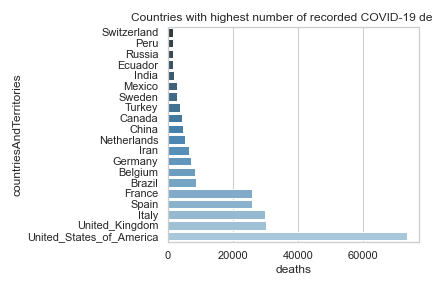 Countries with highest number of recorded COVID-19 de
Switzerland
Peru
Russia
Ecuador
India
Mexico
Sweden
Turkey
Canada
China
Netherlands
Iran
Germany
Belgium
Brazil
France
Spain
Italy
United_Kingdom
United_States_of_America
countriesAndTerritories
0 20000 40000 60000
deaths